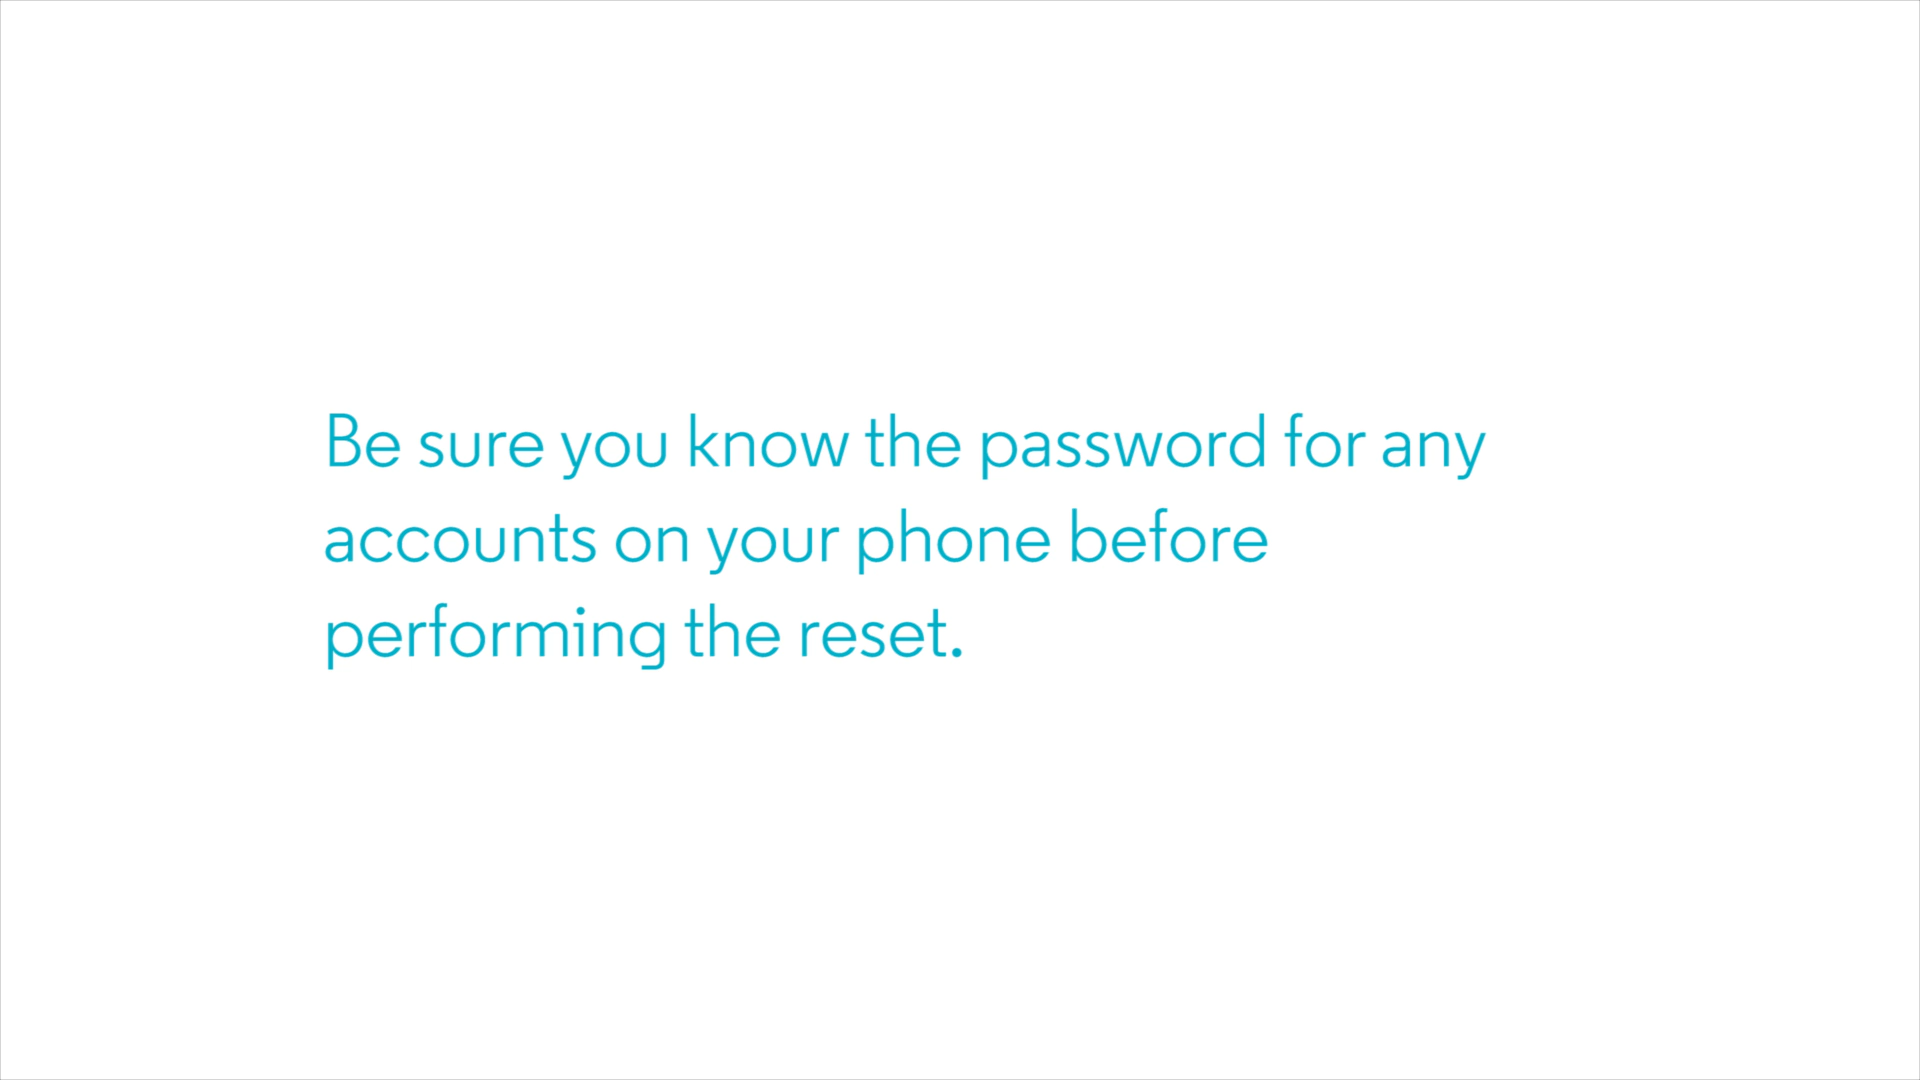 Be sure you know the password for any
accounts on your phone before
performing the reset.